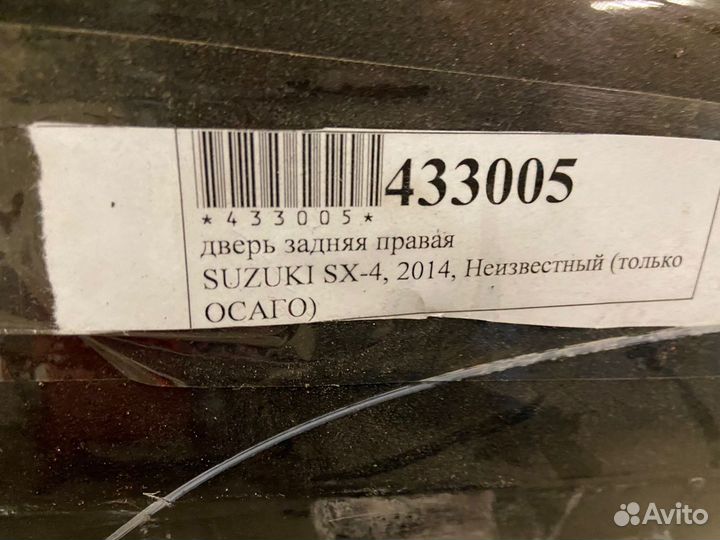 433005
*433005*
дверь задняя правая
SUZUKI SX-4, 2014, Неизвестный (только
ОСАГО)
Avito